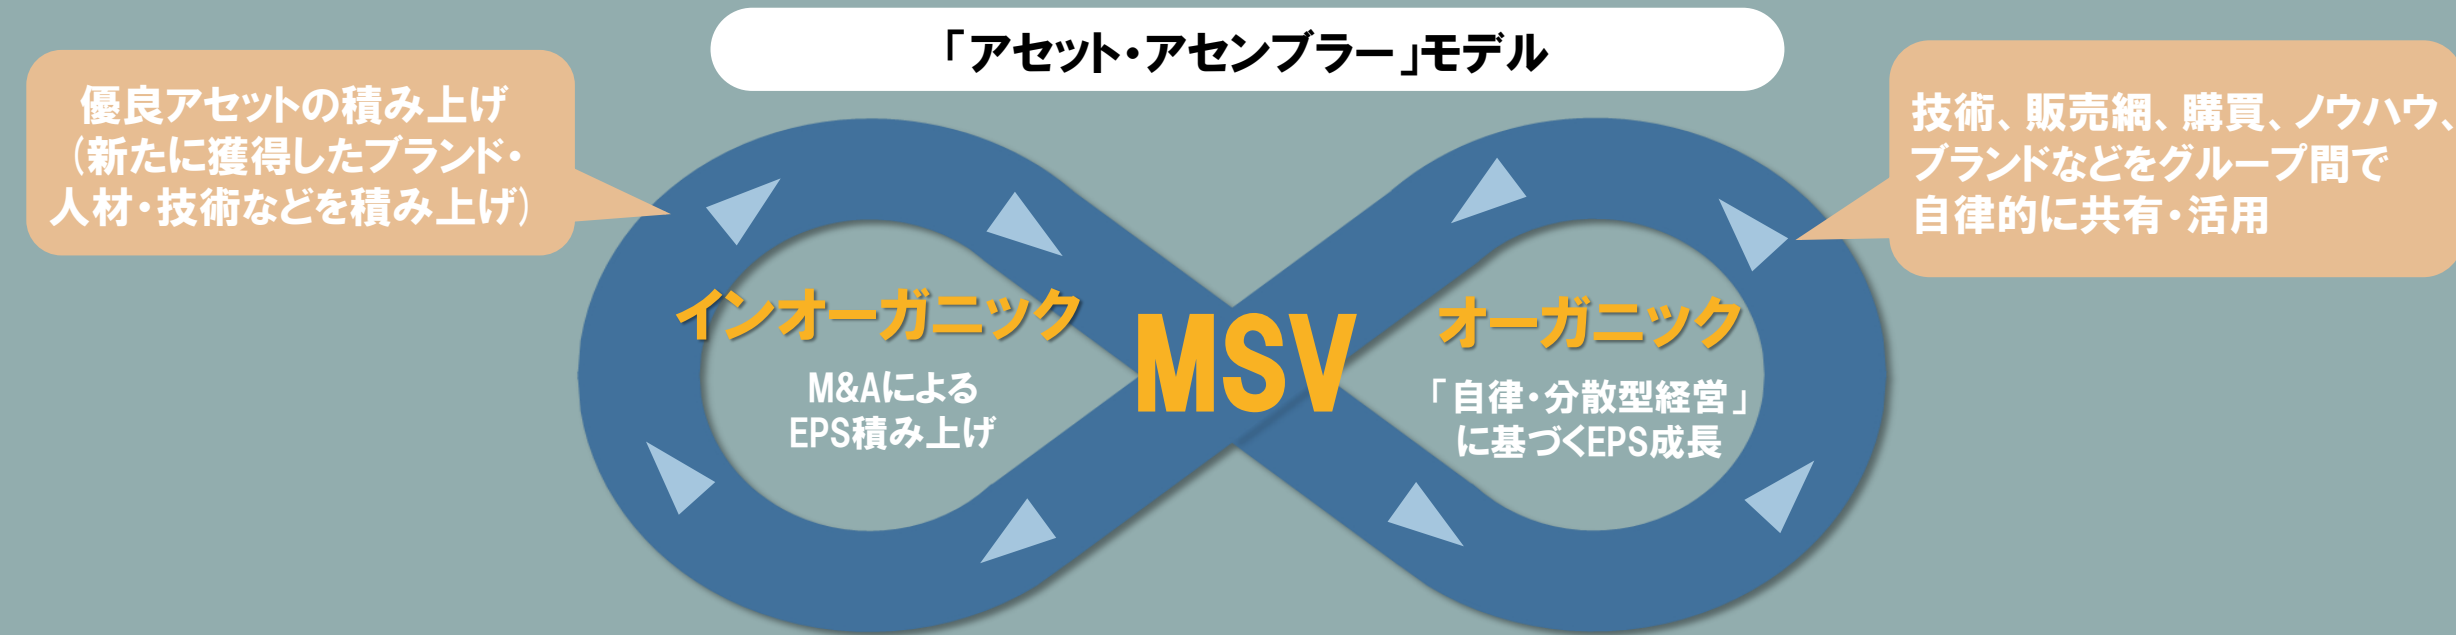 「アセット・アセンブラー」モデル
優良アセットの積み上げ
(新たに獲得したブランド・
人材・技術などを積み上げ)
技術、販売網、購買、ノウハウ、
ブランドなどをグループ間で
自律的に共有・活用
インオーガニック
M&Aによる
EPS積み上げ
MSV
オーガニック
「自律・分散型経営」
に基づくEPS成長